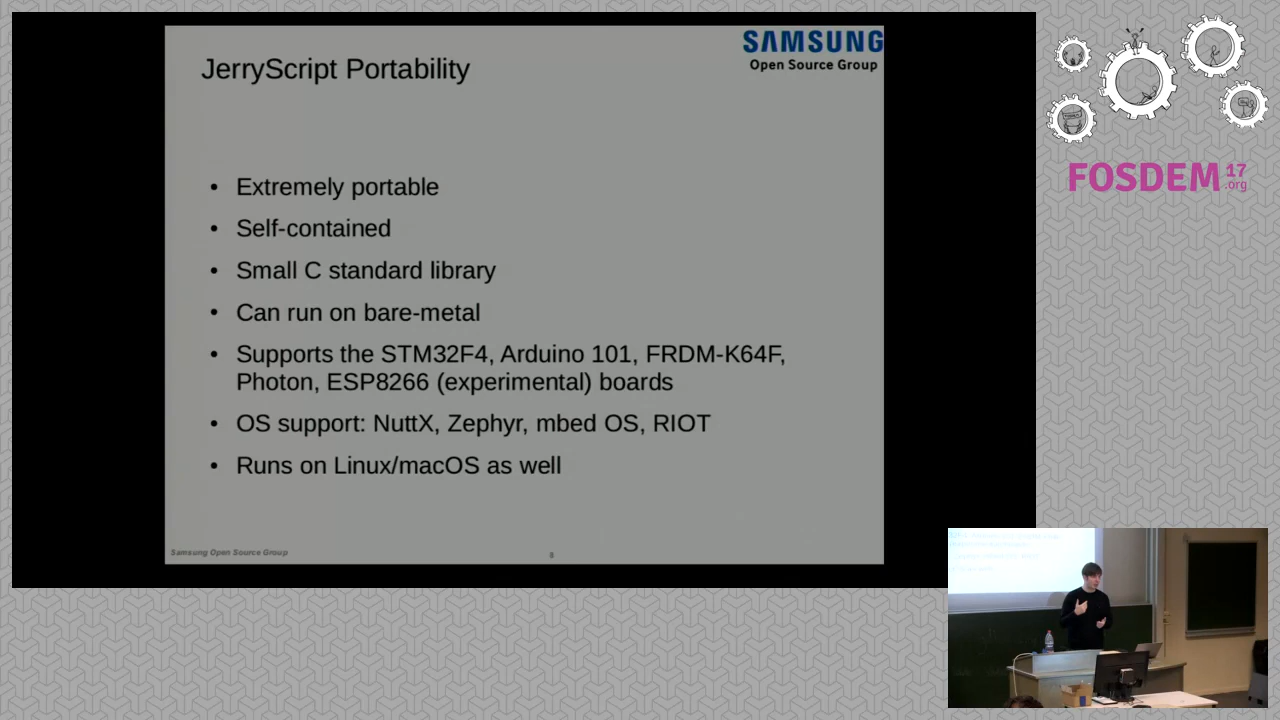 JerryScript Portability
SAMSUNG
Open Source Group
• Extremely portable
• Self-contained
• Small C standard library
• Can run on bare-metal
• Supports the STM32F4, Arduino 101, FRDM-K64F,
Photon, ESP8266 (experimental) boards
• OS support: NuttX, Zephyr, mbed OS, RIOT
• Runs on Linux/macOS as well
Samsung Open Source Group
8
FOSDEM 17
.org